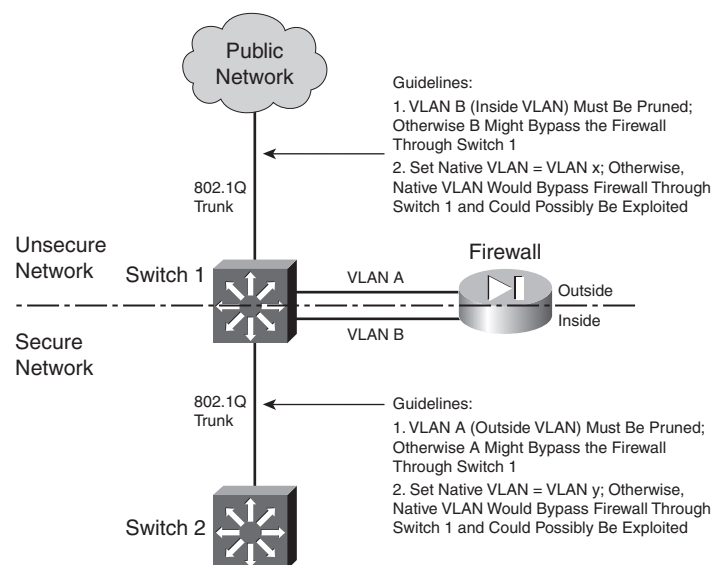 Public
Network
Guidelines:
1. VLAN B (Inside VLAN) Must Be Pruned;
Otherwise B Might Bypass the Firewall
Through Switch 1
2. Set Native VLAN = VLAN x; Otherwise,
Native VLAN Would Bypass Firewall Through
Switch 1 and Could Possibly Be Exploited
802.1Q
Trunk
Unsecure
Network
Switch 1
VLAN A
Firewall
Outside
Inside
VLAN B
Secure
Network
802.1Q
Trunk
Guidelines:
1. VLAN A (Outside VLAN) Must Be Pruned;
Otherwise A Might Bypass the Firewall
Through Switch 1
2. Set Native VLAN = VLAN y; Otherwise,
Native VLAN Would Bypass Firewall Through
Switch 1 and Could Possibly Be Exploited
Switch 2